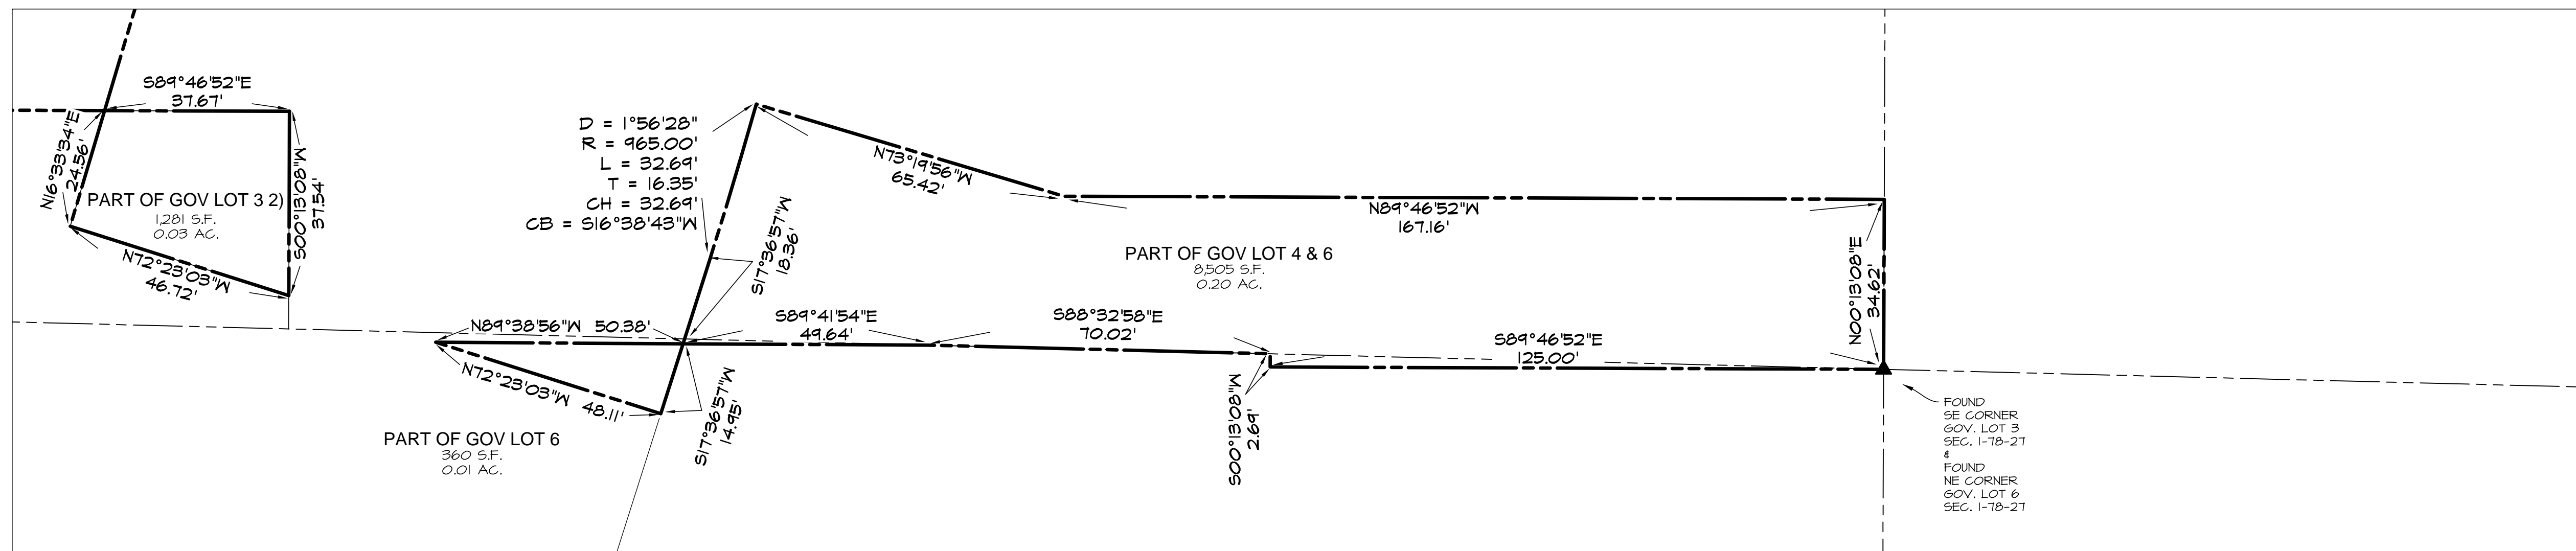 S89°46'52"E
37.67'
N16°33'34"E
24.56'
PART OF GOV LOT 3 2)
1,281 S.F.
0.03 AC.
S00°13'08"W
37.54'
N72°23'03"W
46.72'
D = 1°56'28"
R = 965.00'
L = 32.69'
T = 16.35'
CH = 32.69'
CB = S16°38'43"W
S17°36'57"W
18.36'
N73°19'56"W
65.42'
N89°46'52"W
167.16'
PART OF GOV LOT 4 & 6
8,505 S.F.
0.20 AC.
N00°13'08"E
34.62'
N89°38'56"W 50.38'
S89°41'54"E
49.64'
S88°32'58"E
70.02'
S89°46'52"E
125.00'
N72°23'03"W 48.11'
S17°36'57"W
14.95'
S00°13'08"W
2.69'
PART OF GOV LOT 6
360 S.F.
0.01 AC.
FOUND
SE CORNER
GOV. LOT 3
SEC. 1-78-27
&
FOUND
NE CORNER
GOV. LOT 6
SEC. 1-78-27